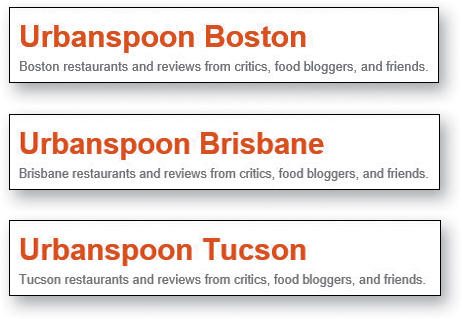 Urbanspoon Boston
Boston restaurants and reviews from critics, food bloggers, and friends.
Urbanspoon Brisbane
Brisbane restaurants and reviews from critics, food bloggers, and friends.
Urbanspoon Tucson
Tucson restaurants and reviews from critics, food bloggers, and friends.